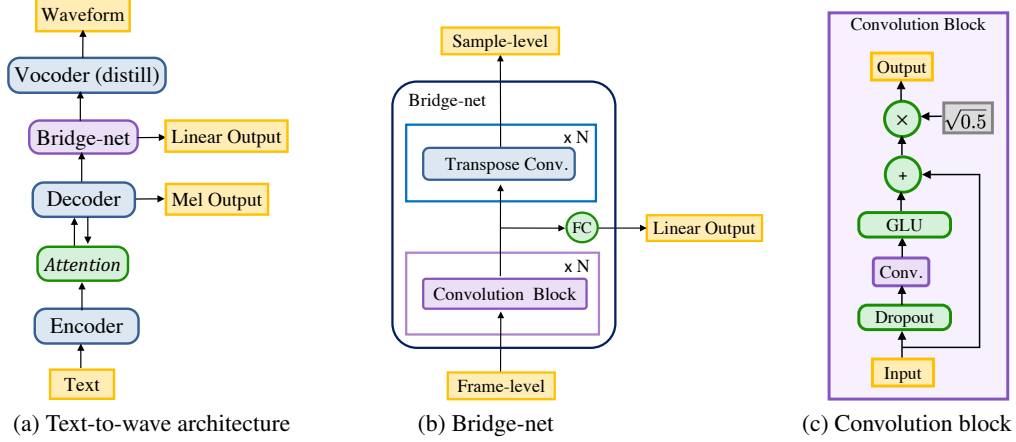 Waveform
Vocoder (distill)
Bridge-net
Linear Output
Decoder
Mel Output
Attention
Encoder
Text
(a) Text-to-wave architecture
Sample-level
Bridge-net
x N
Transpose Conv.
FC
Linear Output
x N
Convolution Block
Frame-level
(b) Bridge-net
Convolution Block
Output
×
√0.5
+
GLU
Conv.
Dropout
Input
(c) Convolution block